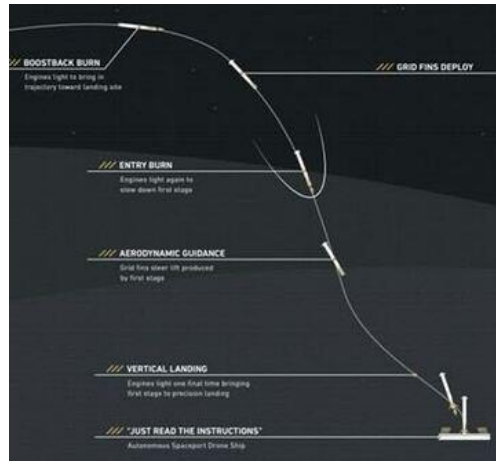 /// BOOSTBACK BURN
Engines light to bring in
trajectory toward landing site
/// GRID FINS DEPLOY
/// ENTRY BURN
Engines light again to
slow down first stage
/// AERODYNAMIC GUIDANCE
Grid fins steer lift produced
by first stage
/// VERTICAL LANDING
Engines light one final time bringing
first stage to precision landing
/// "JUST READ THE INSTRUCTIONS"
Autonomous Spaceport Drone Ship